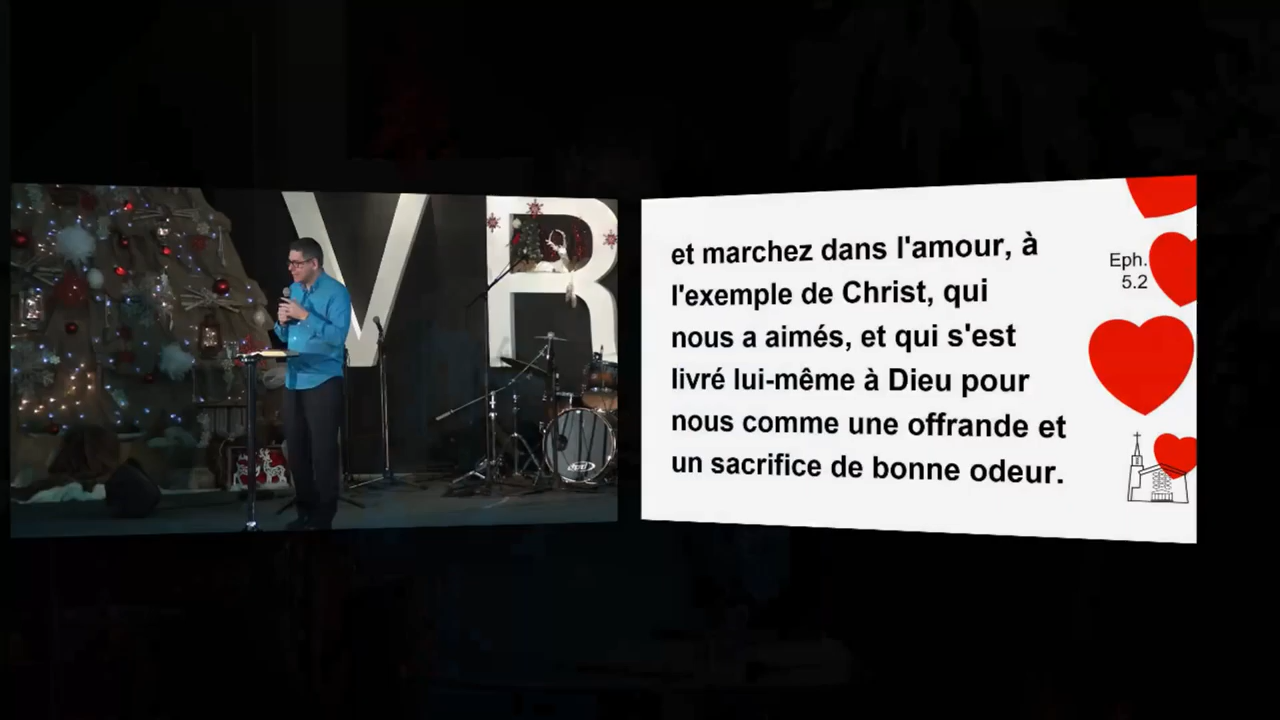 VR
et marchez dans l'amour, à
l'exemple de Christ, qui
nous a aimés, et qui s'est
livré lui-même à Dieu pour
nous comme une offrande et
un sacrifice de bonne odeur.
Eph.
5.2